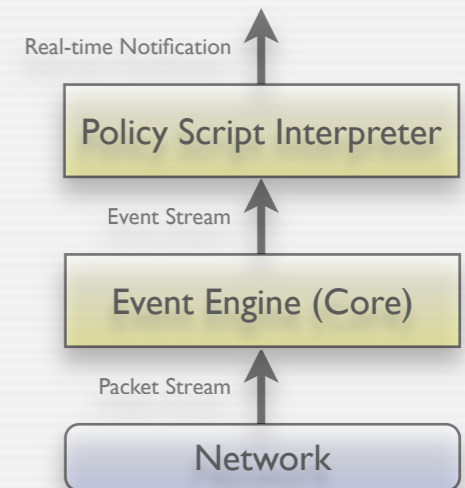 Real-time Notification
Policy Script Interpreter
Event Stream
Event Engine (Core)
Packet Stream
Network